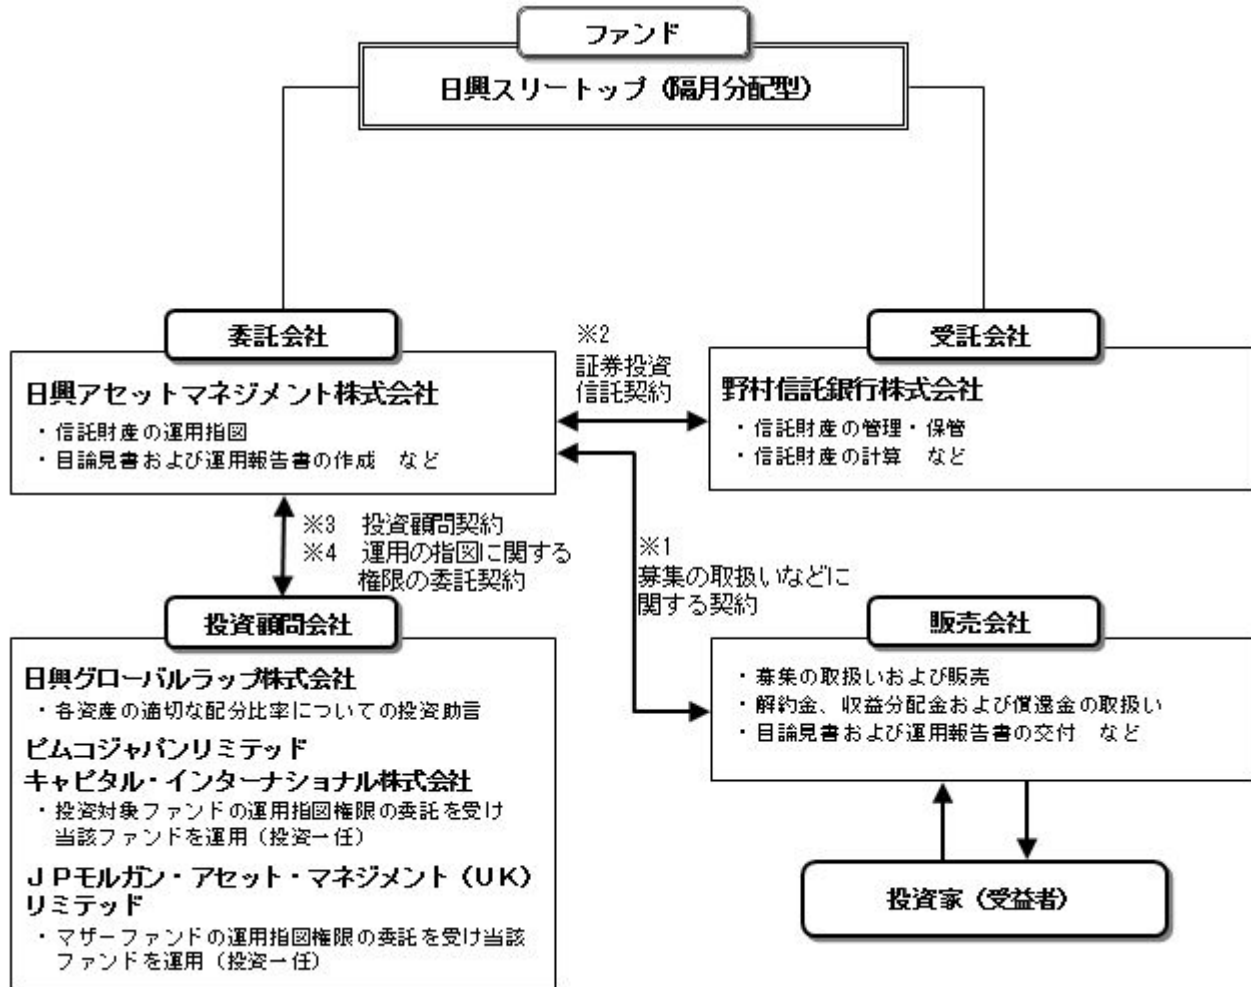 ファンド
日興スリートップ（隔月分配型）
委託会社
日興アセットマネジメント株式会社
・信託財産の運用指図
・目論見書および運用報告書の作成　など
※2
証券投資
信託契約
受託会社
野村信託銀行株式会社
・信託財産の管理・保管
・信託財産の計算　など
※3　投資顧問契約
※4　運用の指図に関する
権限の委託契約
※1
募集の取扱いなどに
関する契約
投資顧問会社
日興グローバルラップ株式会社
・各資産の適切な配分比率についての投資助言
ピムコジャパンリミテッド
キャピタル・インターナショナル株式会社
・投資対象ファンドの運用指図権限の委託を受け
当該ファンドを運用（投資一任）
ＪＰモルガン・アセット・マネジメント（ＵＫ）
リミテッド
・マザーファンドの運用指図権限の委託を受け当該
ファンドを運用（投資一任）
販売会社
・募集の取扱いおよび販売
・解約金、収益分配金および償還金の取扱い
・目論見書および運用報告書の交付　など
投資家（受益者）